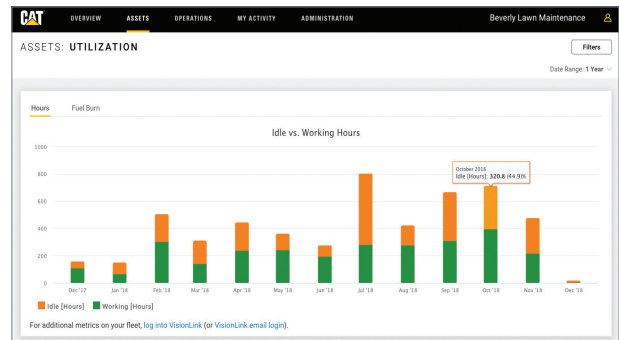 CAT OVERVIEW ASSETS OPERATIONS MY ACTIVITY ADMINISTRATION Beverly Lawn Maintenance
ASSETS: UTILIZATION Filters
Date Range: 1 Year
Hours Fuel Burn
Idle vs. Working Hours
1000
October 2018
Idle [Hours]: 320.8 (44.9)%
800
600
400
200
0
Dec '17 Jan '18 Feb '18 Mar '18 Apr '18 May '18 Jun '18 Jul '18 Aug '18 Sep '18 Oct '18 Nov '18 Dec '18
Idle [Hours] Working [Hours]
For additional metrics on your fleet, log into VisionLink (or VisionLink email login).